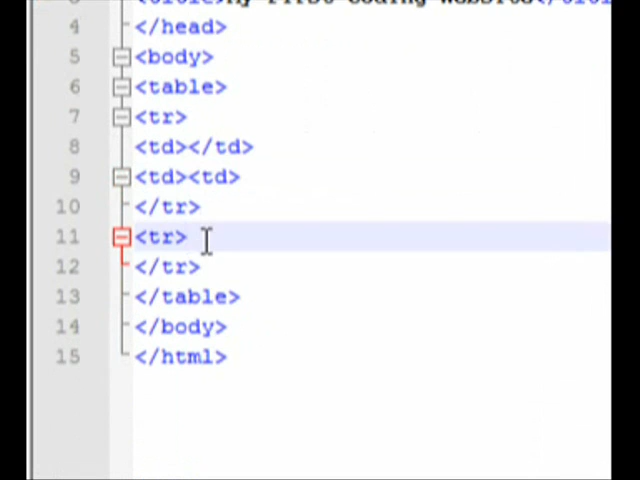 4 </head>
5 <body>
6 <table>
7 <tr>
8 <td></td>
9 <td><td>
10 </tr>
11 <tr>
12 </tr>
13 </table>
14 </body>
15 </html>